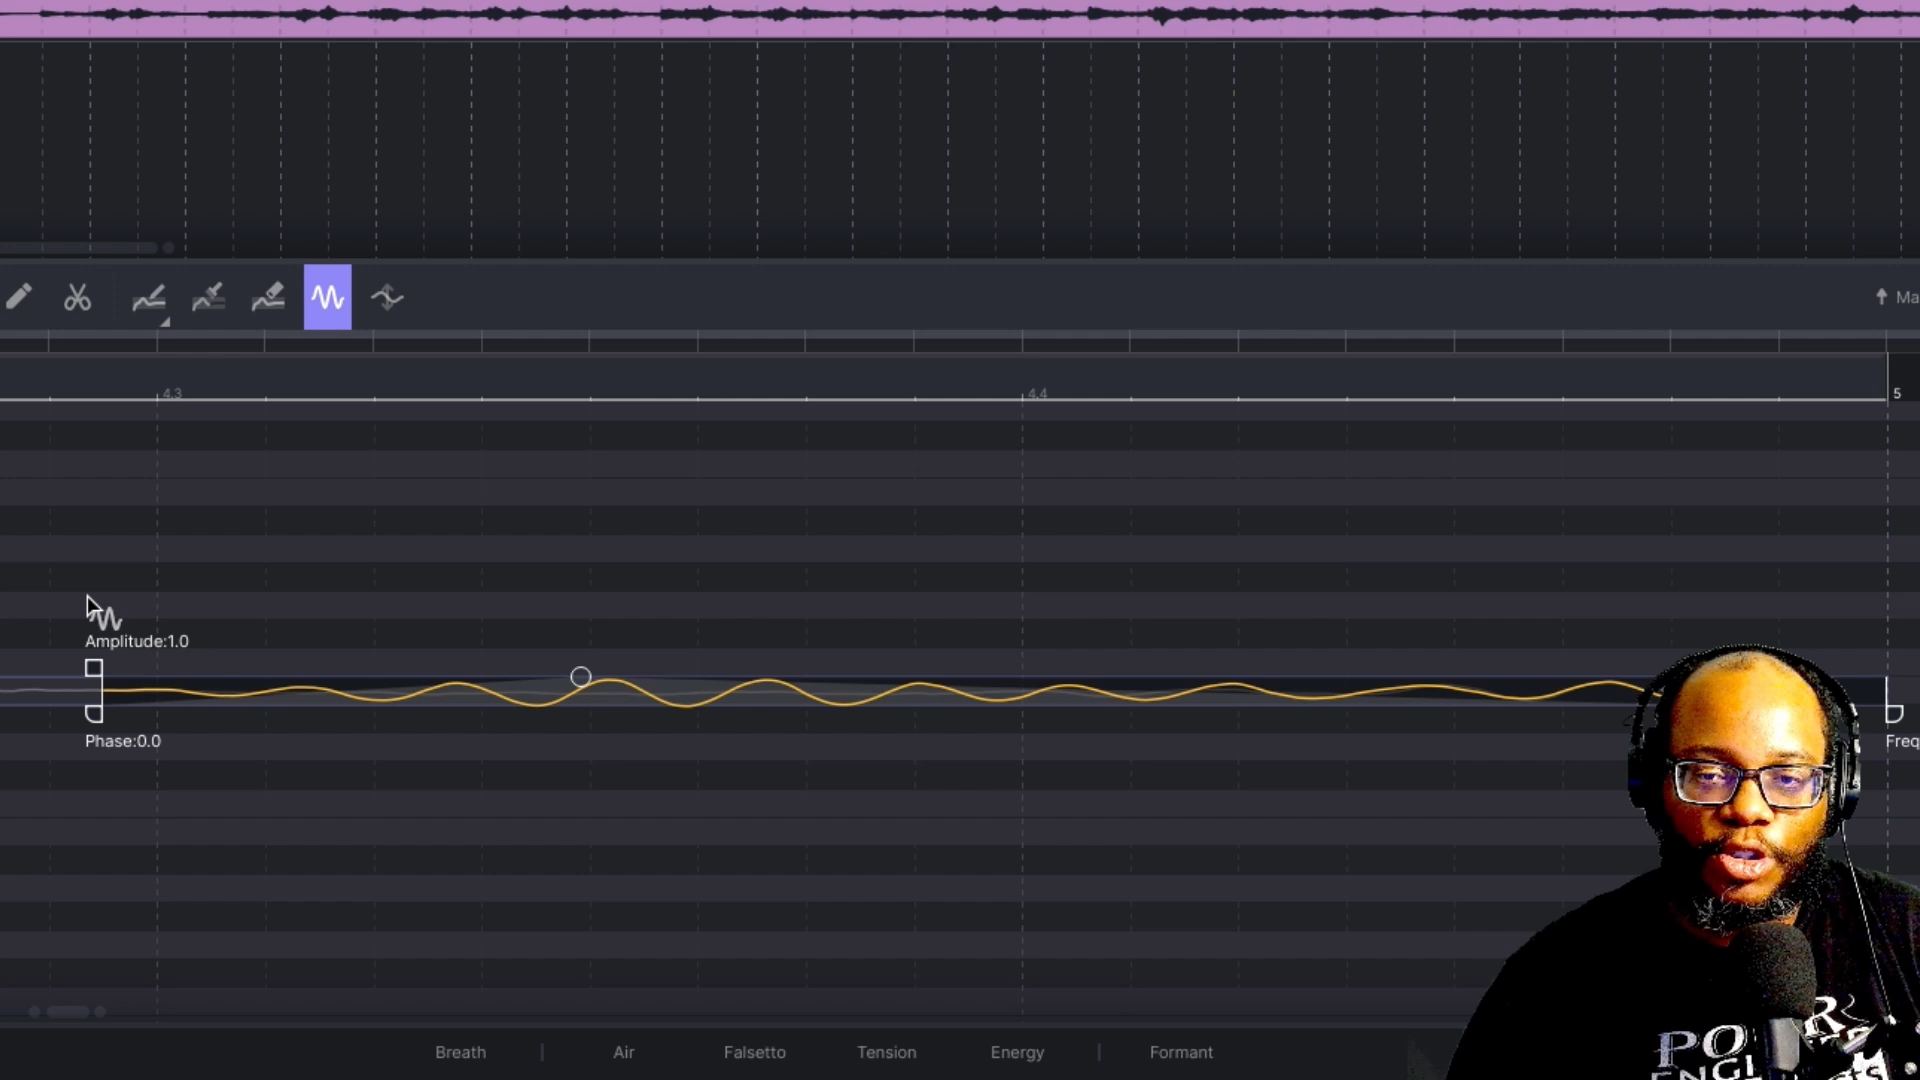 Ma
4.3
4.4
5
Amplitude:1.0
Phase:0.0
Freq
Breath
Air
Falsetto
Tension
Energy
Formant